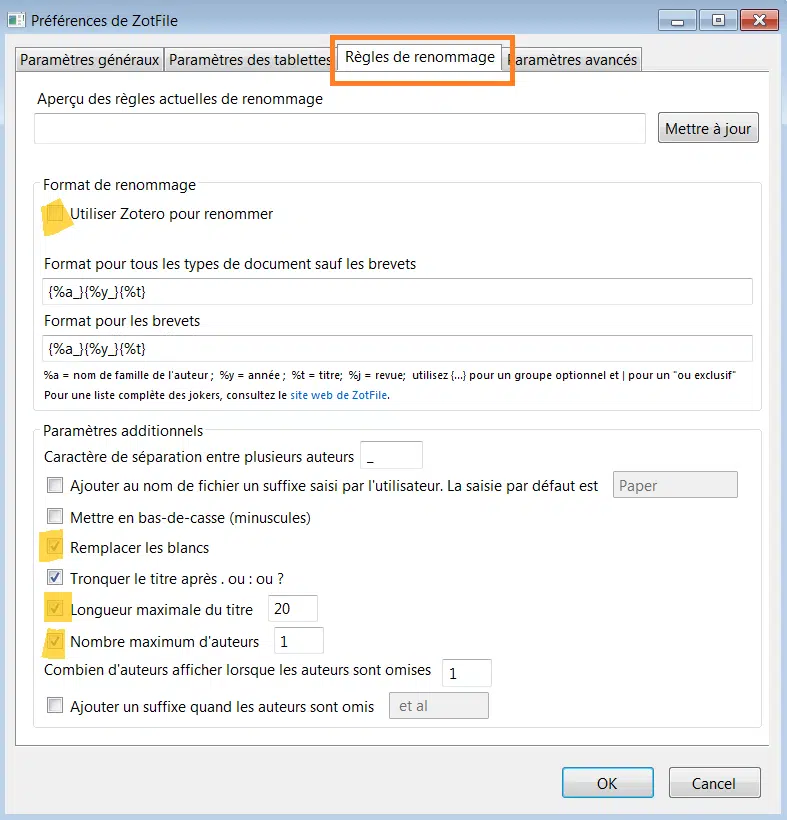 Préférences de ZotFile
Paramètres généraux Paramètres des tablettes Règles de renommage Paramètres avancés
Aperçu des règles actuelles de renommage
Mettre à jour
Format de renommage
Utiliser Zotero pour renommer
Format pour tous les types de document sauf les brevets
{%a_}{%y_}{%t}
Format pour les brevets
{%a_}{%y_}{%t}
%a = nom de famille de l'auteur ; %y = année ; %t = titre; %j = revue; utilisez {...} pour un groupe optionnel et | pour un "ou exclusif"
Pour une liste complète des jokers, consultez le site web de ZotFile.
Paramètres additionnels
Caractère de séparation entre plusieurs auteurs _
Ajouter au nom de fichier un suffixe saisi par l'utilisateur. La saisie par défaut est Paper
Mettre en bas-de-casse (minuscules)
Remplacer les blancs
Tronquer le titre après . ou : ou ?
Longueur maximale du titre 20
Nombre maximum d'auteurs 1
Combien d'auteurs afficher lorsque les auteurs sont omises 1
Ajouter un suffixe quand les auteurs sont omis et al
OK Cancel